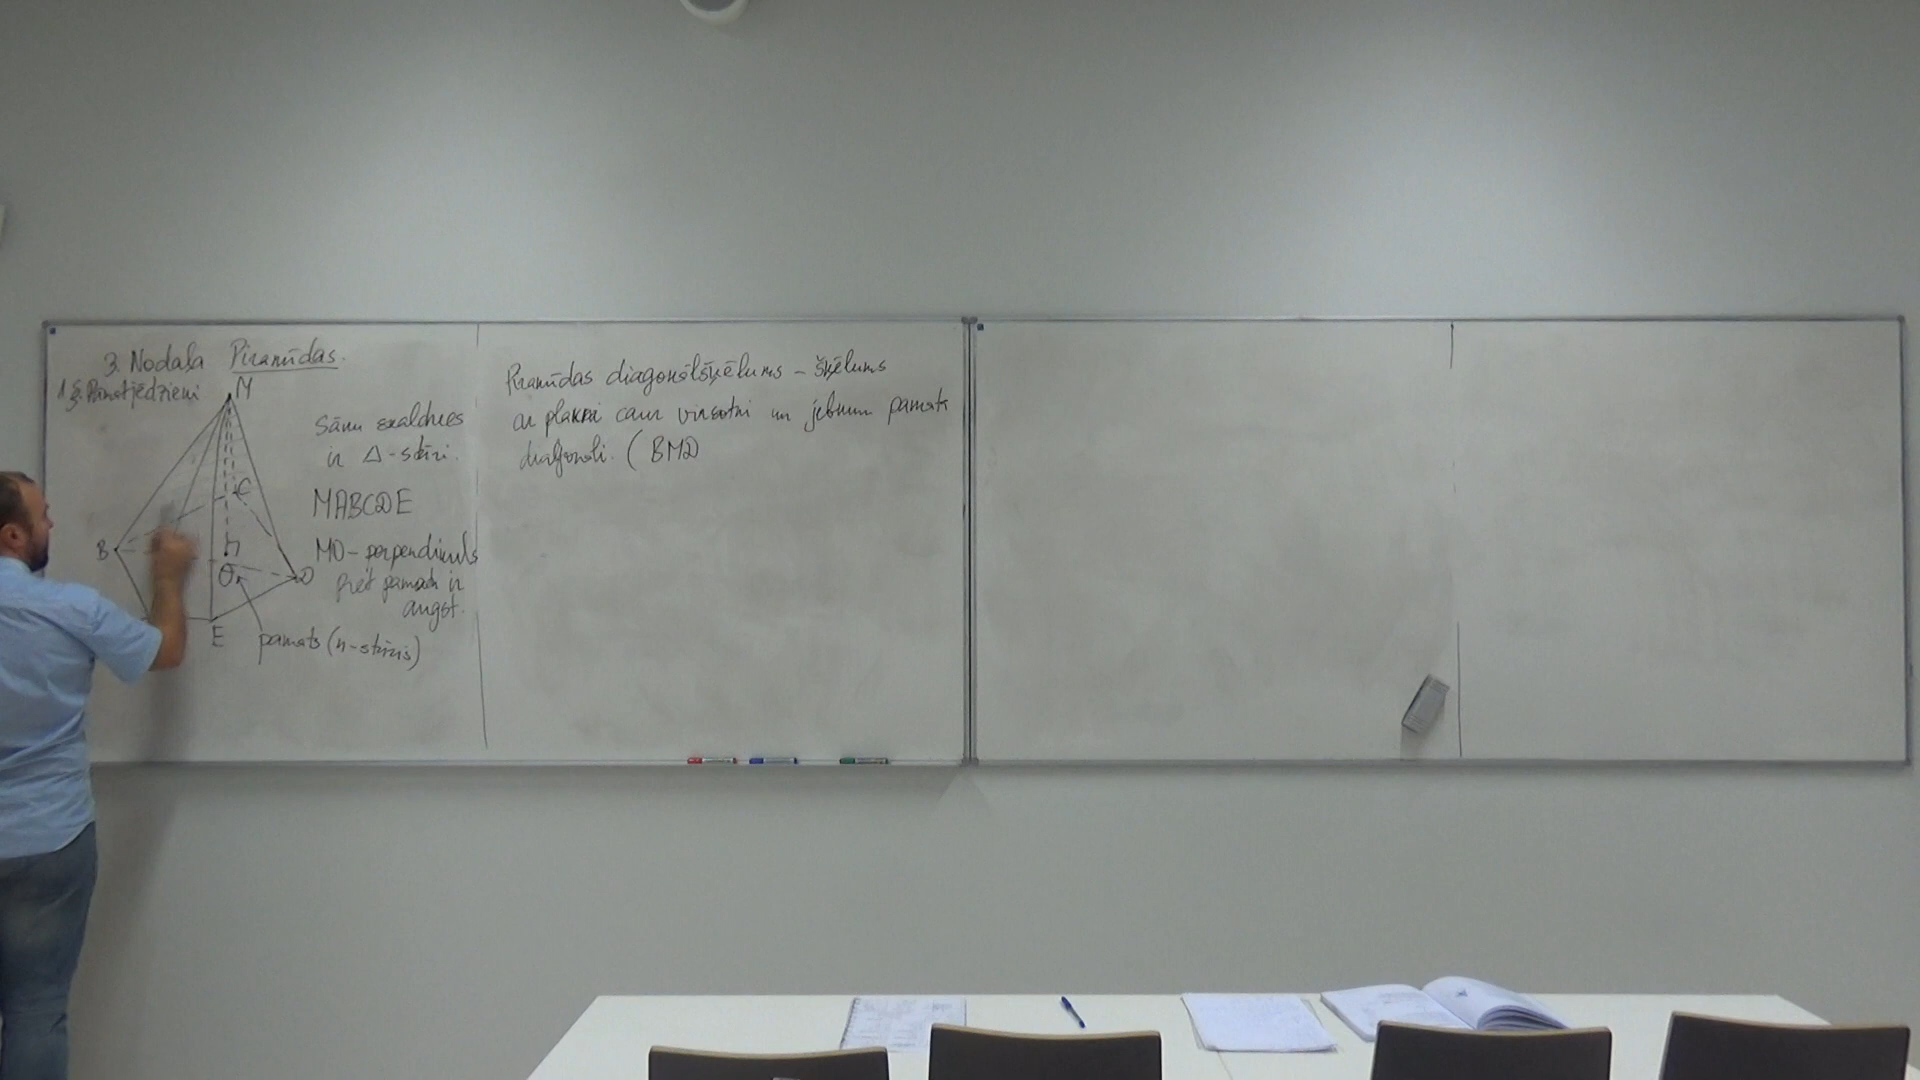 3. Nodaļa Piramīdas.
1.§. Pamatjēdzieni
M
Sānu skaldnes
ir Δ-stūri.
C
MABCDE
B
MO-perpendikuls
pret pamatu ir
augst.
O
D
E
pamats (n-stūris)
Piramīdas diagonālšķēlums - šķēlums
ar plakni caur virsotni un jebkuru pamata
diagonāli. (BMD